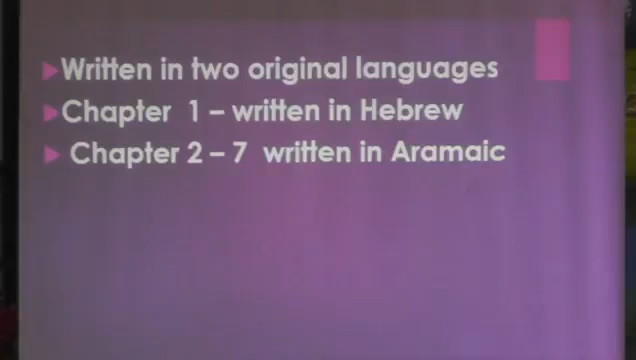 Written in two original languages
Chapter 1 – written in Hebrew
Chapter 2 – 7 written in Aramaic